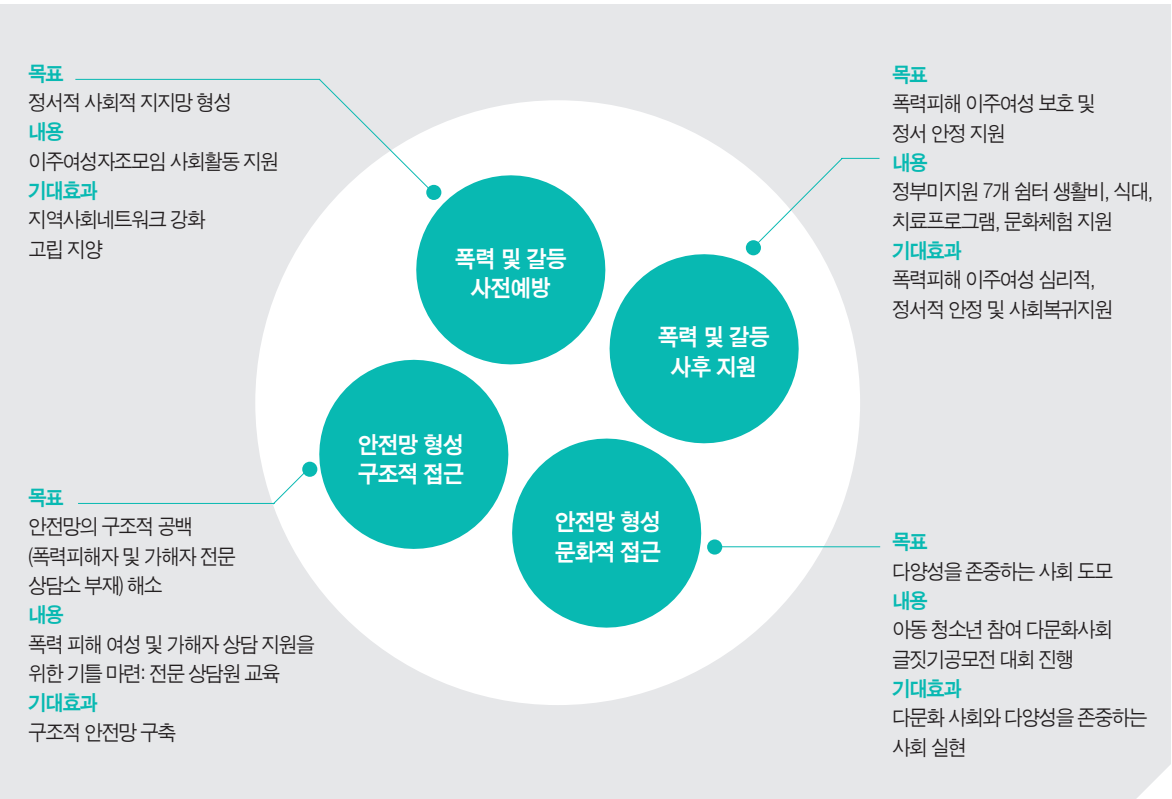 목표
정서적 사회적 지지망 형성
내용
이주여성자조모임 사회활동 지원
기대효과
지역사회네트워크 강화
고립 지양
목표
폭력피해 이주여성 보호 및
정서 안정 지원
내용
정부미지원 7개 쉼터 생활비, 식대,
치료프로그램, 문화체험 지원
기대효과
폭력피해 이주여성 심리적,
정서적 안정 및 사회복귀지원
폭력 및 갈등
사전예방
폭력 및 갈등
사후 지원
안전망 형성
구조적 접근
안전망 형성
문화적 접근
목표
안전망의 구조적 공백
(폭력피해자 및 가해자 전문
상담소 부재) 해소
내용
폭력 피해 여성 및 가해자 상담 지원을
위한 기틀 마련: 전문 상담원 교육
기대효과
구조적 안전망 구축
목표
다양성을 존중하는 사회 도모
내용
아동 청소년 참여 다문화사회
글짓기공모전 대회 진행
기대효과
다문화 사회와 다양성을 존중하는
사회 실현